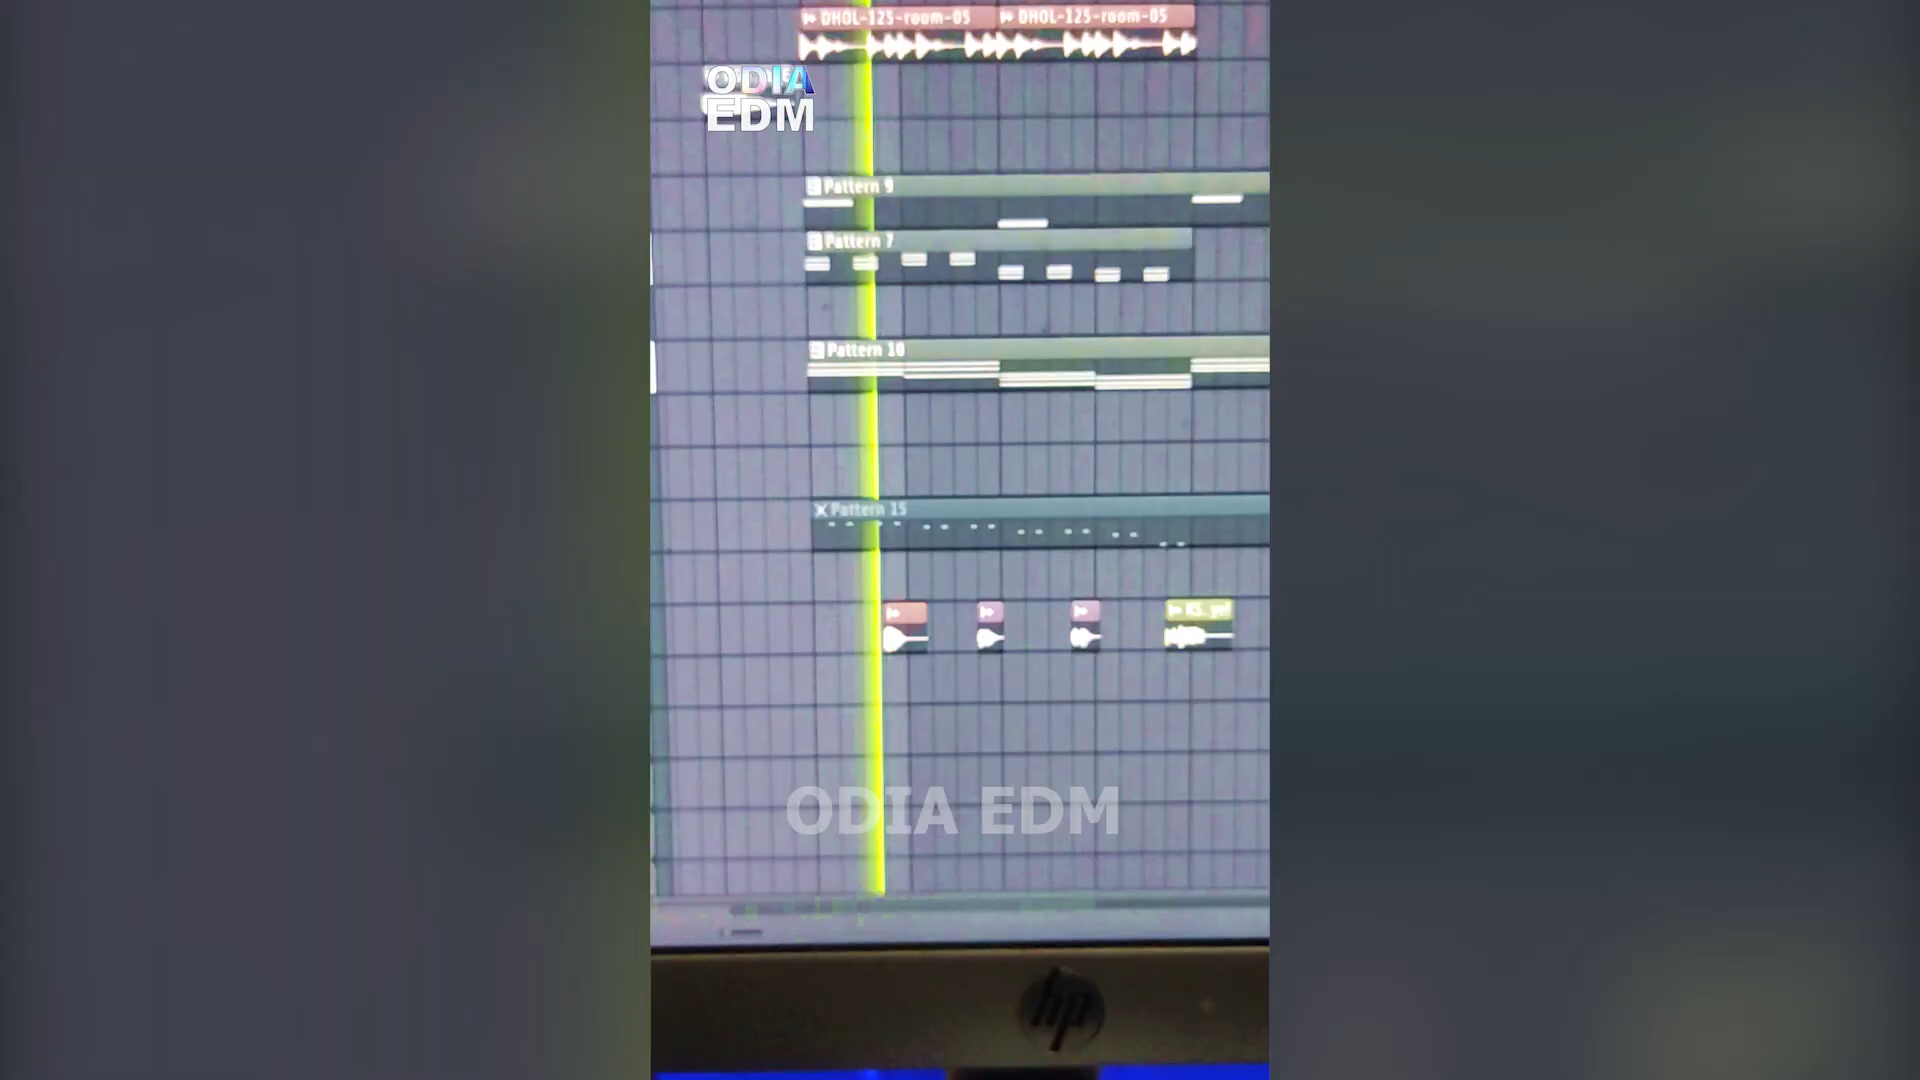 DHOL-125-room-05 DHOL-125-room-05
ODIA
EDM
Pattern 9
Pattern 7
Pattern 10
Pattern 15
ODIA EDM
hp